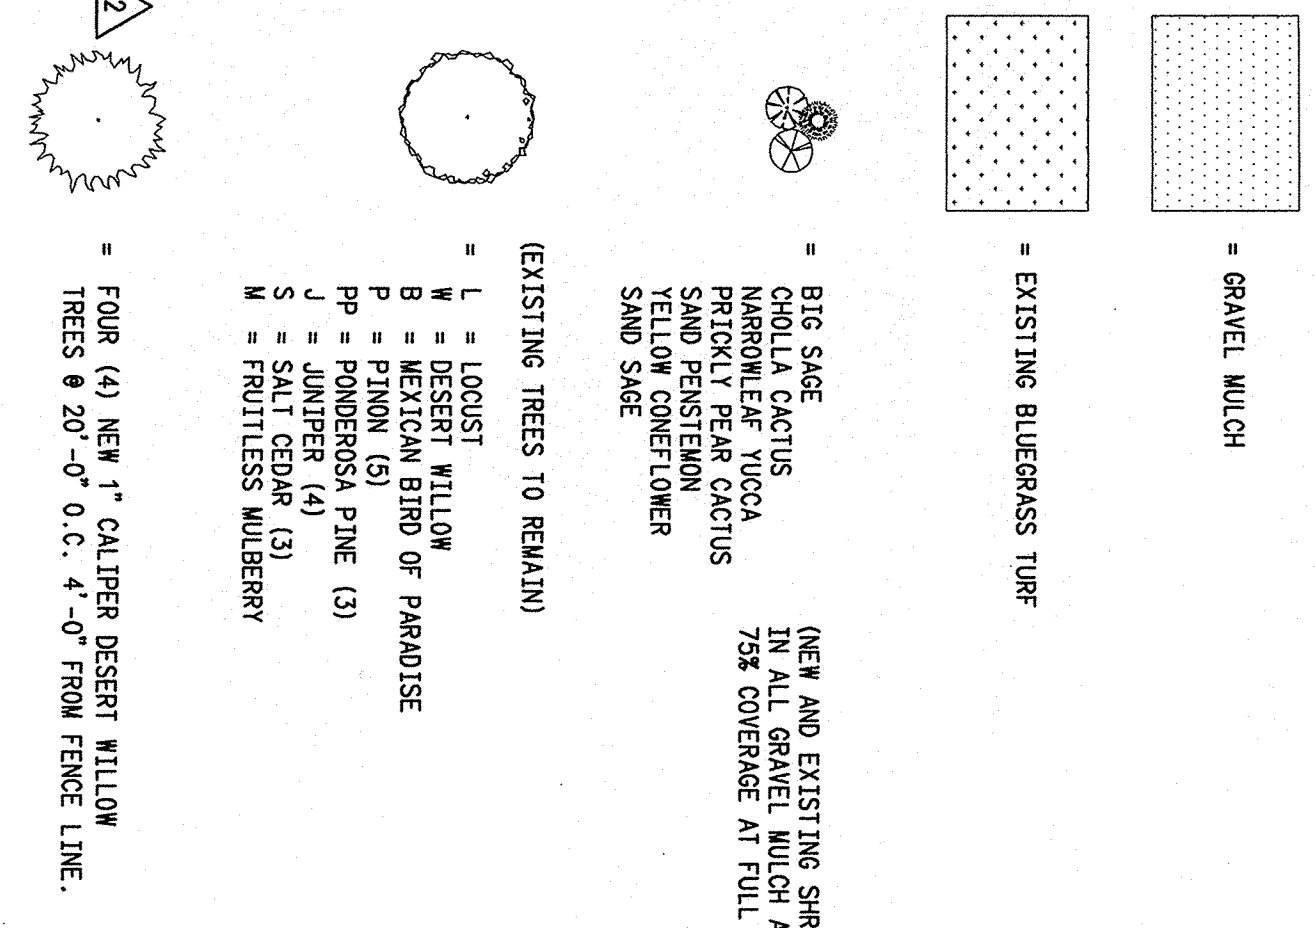 = GRAVEL MULCH
= EXISTING BLUEGRASS TURF
= BIG SAGE
CHOLLA CACTUS
NARROWLEAF YUCCA
PRICKLY PEAR CACTUS
SAND PENSTEMON
YELLOW CONEFLOWER
SAND SAGE
(NEW AND EXISTING SHR
IN ALL GRAVEL MULCH A
75% COVERAGE AT FULL
(EXISTING TREES TO REMAIN)
= L = LOCUST
W = DESERT WILLOW
B = MEXICAN BIRD OF PARADISE
P = PINON (5)
PP = PONDEROSA PINE (3)
J = JUNIPER (4)
S = SALT CEDAR (3)
M = FRUITLESS MULBERRY
2
= FOUR (4) NEW 1" CALIPER DESERT WILLOW
TREES @ 20'-0" O.C. 4'-0" FROM FENCE LINE.